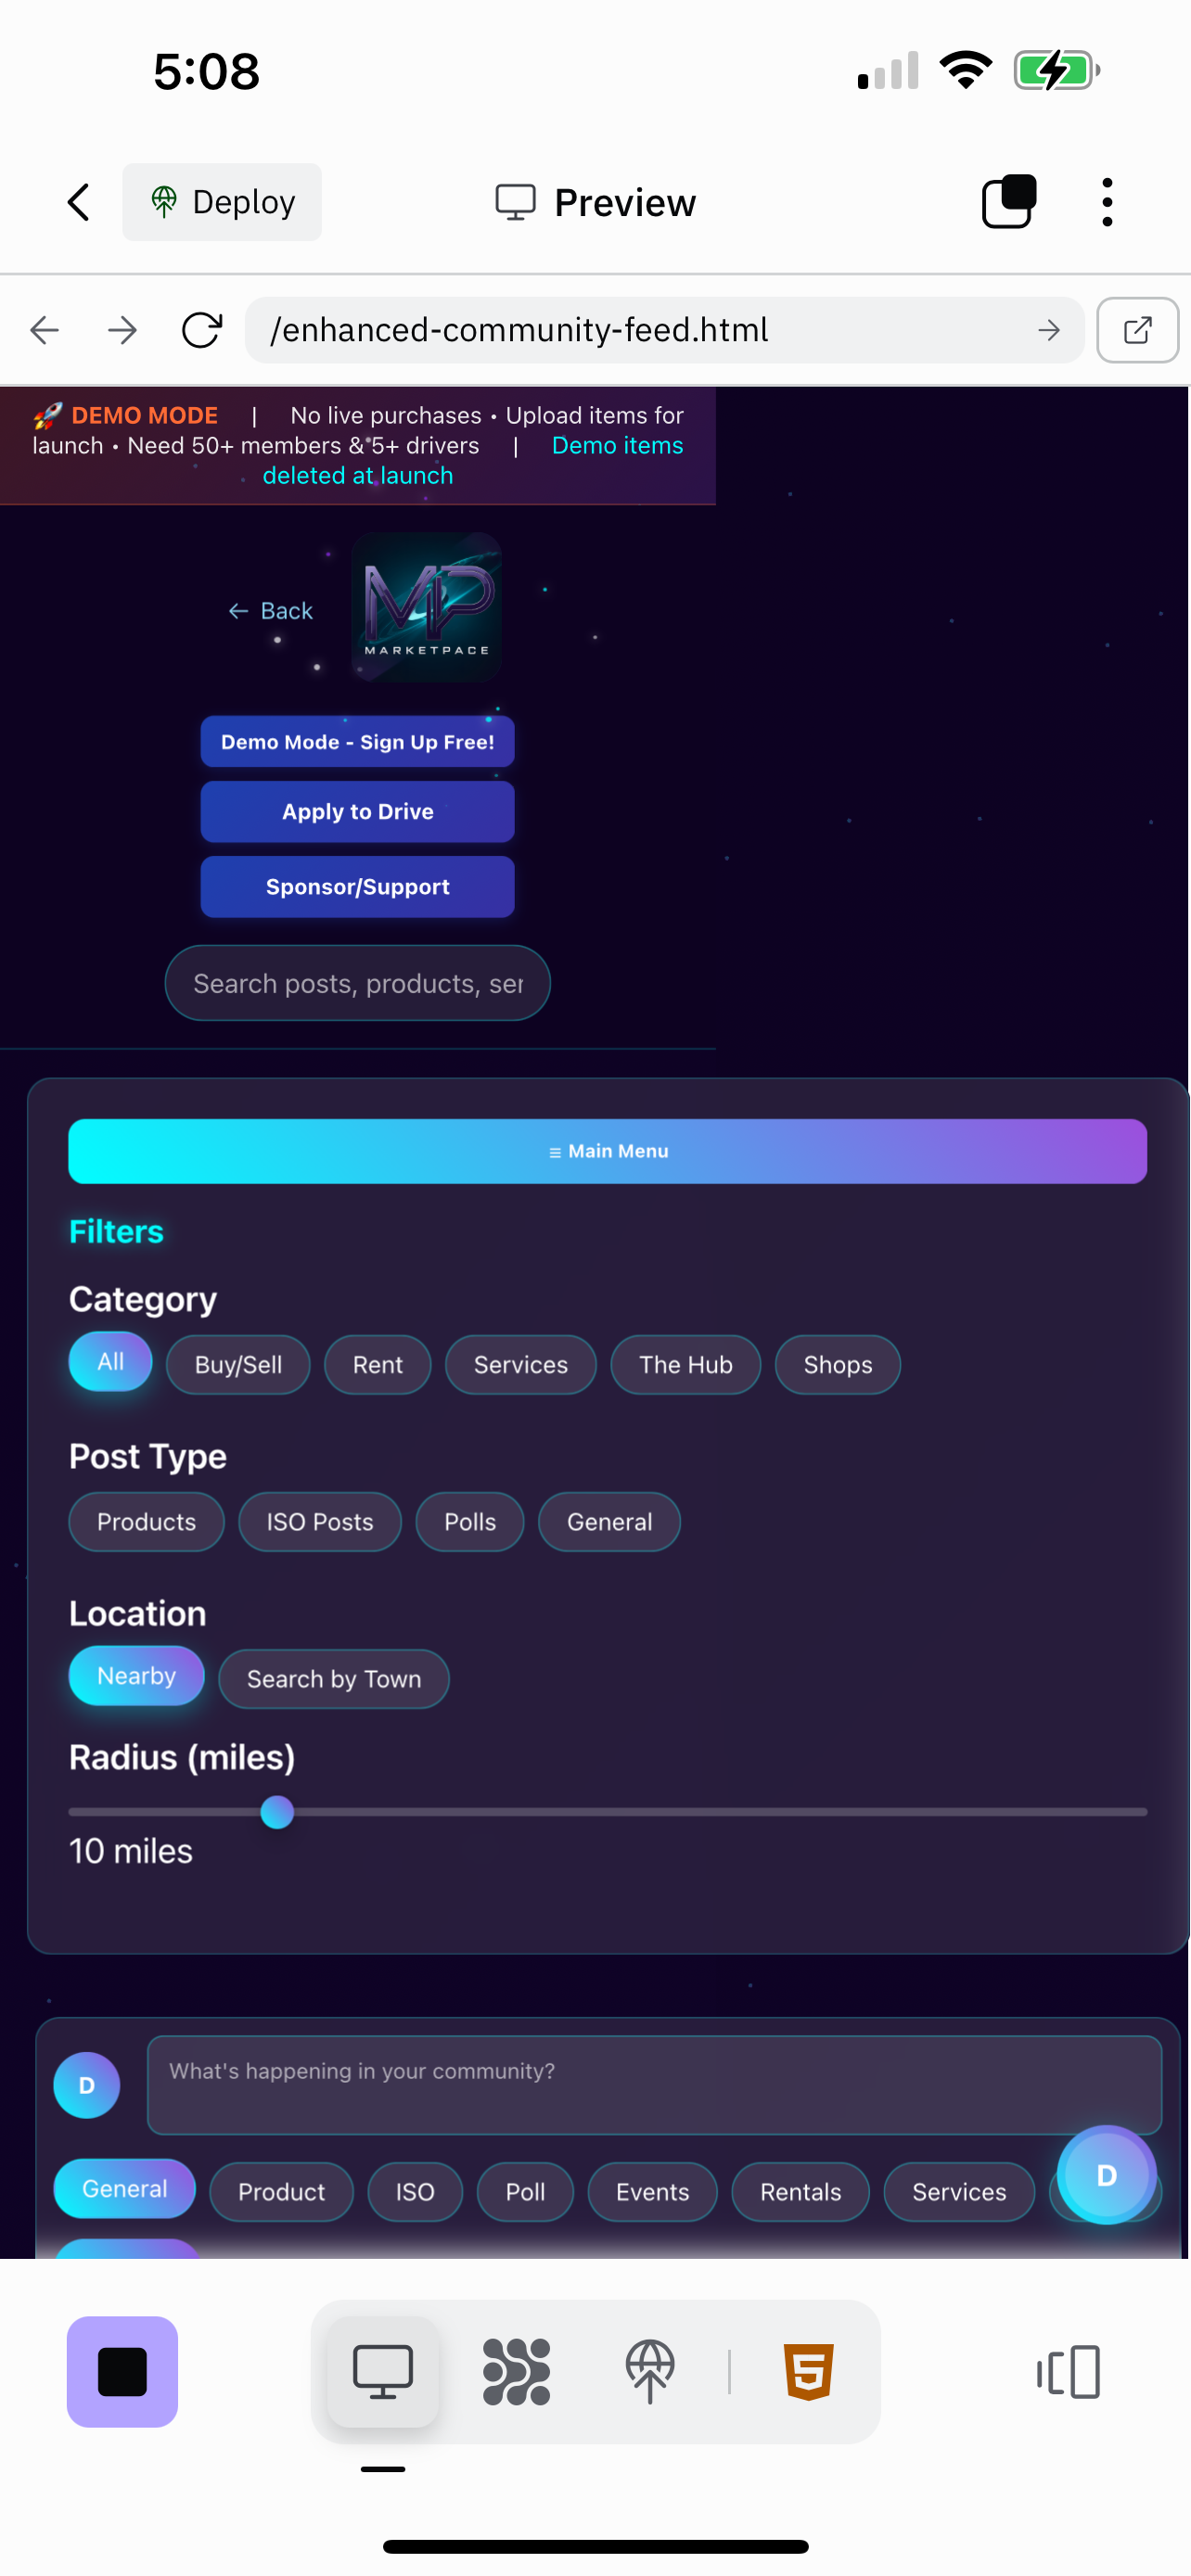 5:08
Deploy
Preview
/enhanced-community-feed.html
🚀 DEMO MODE | No live purchases • Upload items for
launch • Need 50+ members & 5+ drivers | Demo items
deleted at launch
← Back
MP
MARKETPACE
Demo Mode - Sign Up Free!
Apply to Drive
Sponsor/Support
Search posts, products, ser
≡ Main Menu
Filters
Category
All Buy/Sell Rent Services The Hub Shops
Post Type
Products ISO Posts Polls General
Location
Nearby Search by Town
Radius (miles)
10 miles
D What's happening in your community?
General Product ISO Poll Events Rentals Services D
5